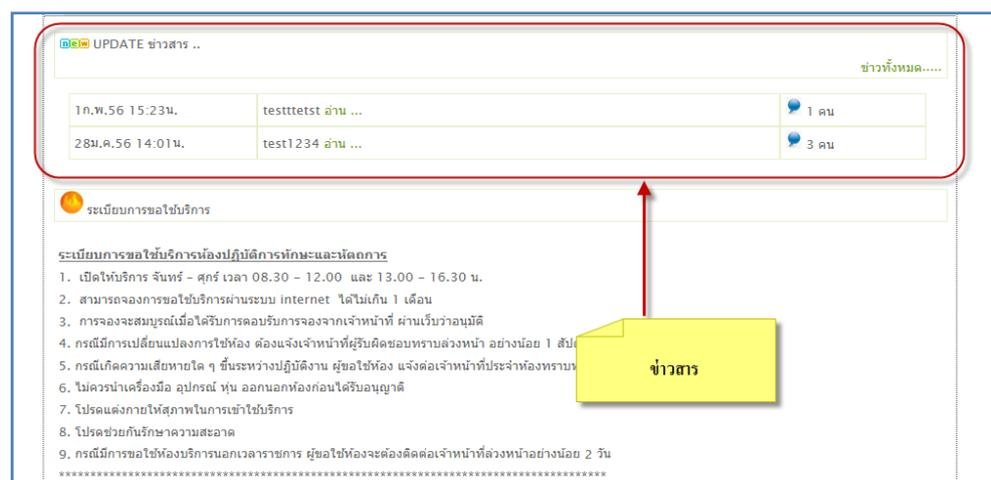 new UPDATE ข่าวสาร ..
ข่าวทั้งหมด.....
1ก.พ.56 15:23น. testttetst อ่าน ... 1 คน
28ม.ค.56 14:01น. test1234 อ่าน ... 3 คน
ระเบียบการขอใช้บริการ
ระเบียบการขอใช้บริการห้องปฏิบัติการทักษะและหัตถการ
1. เปิดให้บริการ จันทร์ – ศุกร์ เวลา 08.30 – 12.00 และ 13.00 – 16.30 น.
2. สามารถจองการขอใช้บริการผ่านระบบ internet ได้ไม่เกิน 1 เดือน
3. การจองจะสมบูรณ์เมื่อได้รับการตอบรับการจองจากเจ้าหน้าที่ ผ่านเว็บว่าอนุมัติ
4. กรณีมีการเปลี่ยนแปลงการใช้ห้อง ต้องแจ้งเจ้าหน้าที่ผู้รับผิดชอบทราบล่วงหน้า อย่างน้อย 1
5. กรณีเกิดความเสียหายใด ๆ ขึ้นระหว่างปฏิบัติงาน ผู้ขอใช้ห้อง แจ้งต่อเจ้าหน้าที่ประจำห้องทราบ
ข่าวสาร
6. ไม่ควรนำเครื่องมือ อุปกรณ์ หุ่น ออกนอกห้องก่อนได้รับอนุญาติ
7. โปรดแต่งกายให้สุภาพในการเข้าใช้บริการ
8. โปรดช่วยกันรักษาความสะอาด
9. กรณีมีการขอใช้ห้องบริการนอกเวลาราชการ ผู้ขอใช้ห้องจะต้องติดต่อเจ้าหน้าที่ล่วงหน้าอย่างน้อย 2 วัน